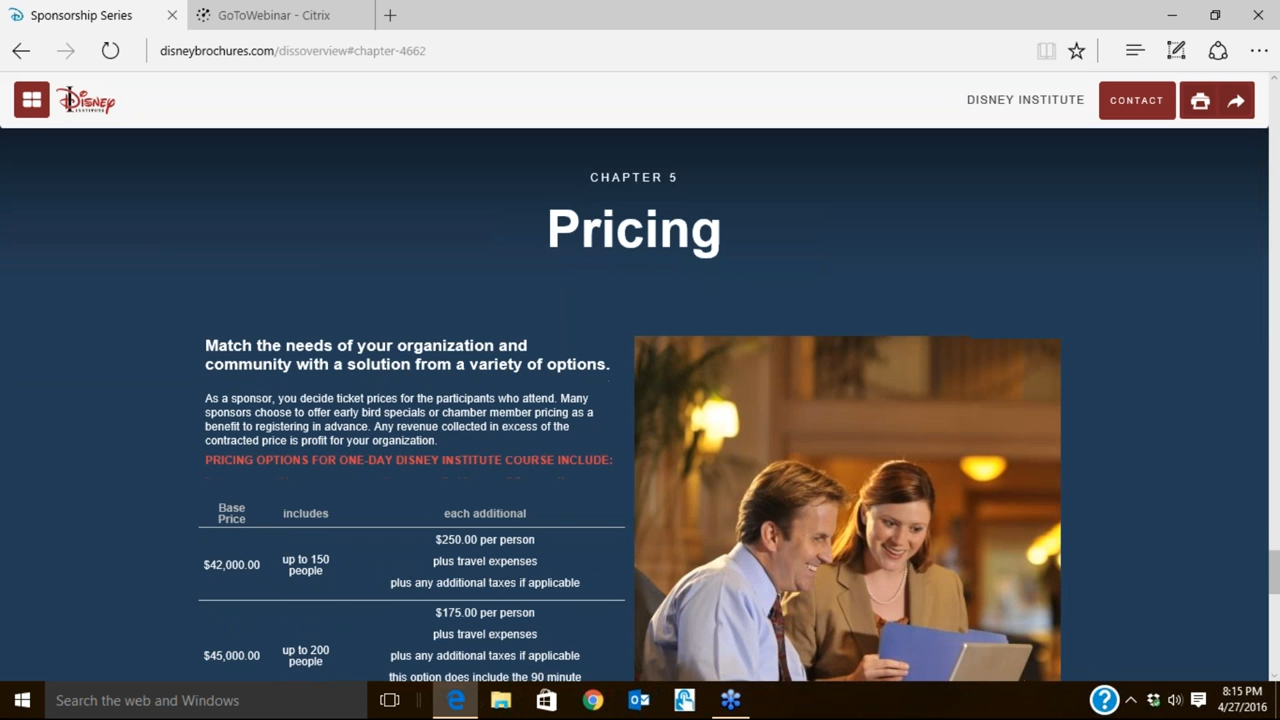 Sponsorship Series
GoToWebinar - Citrix
disneybrochures.com/dissoverview#chapter-4662
Disney
INSTITUTE
DISNEY INSTITUTE
CONTACT
CHAPTER 5
Pricing
Match the needs of your organization and
community with a solution from a variety of options.
As a sponsor, you decide ticket prices for the participants who attend. Many
sponsors choose to offer early bird specials or chamber member pricing as a
benefit to registering in advance. Any revenue collected in excess of the
contracted price is profit for your organization.
PRICING OPTIONS FOR ONE-DAY DISNEY INSTITUTE COURSE INCLUDE:
Base
Price
includes
each additional
$42,000.00
up to 150
people
$250.00 per person
plus travel expenses
plus any additional taxes if applicable
$45,000.00
up to 200
people
$175.00 per person
plus travel expenses
plus any additional taxes if applicable
this option does include the 90 minute
Search the web and Windows
8:15 PM
4/27/2016